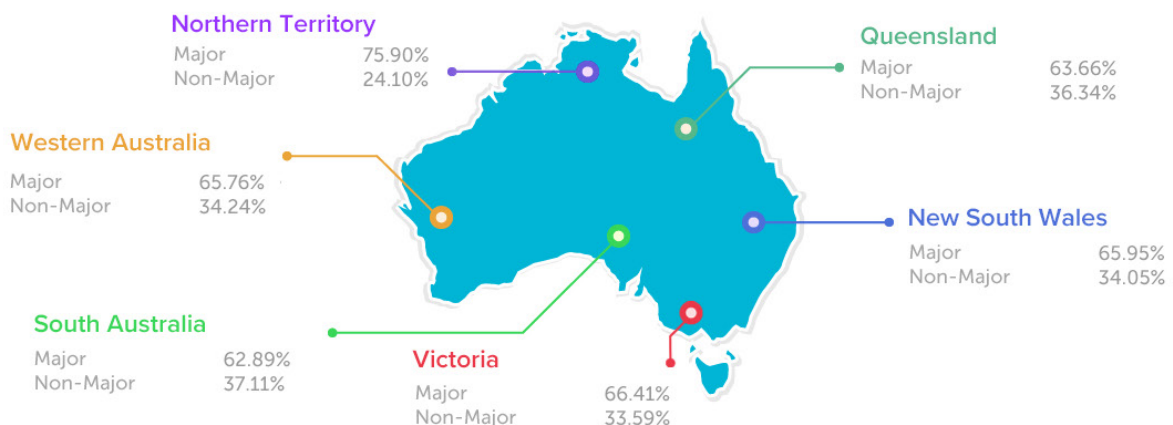 Northern Territory
Major 75.90%
Non-Major 24.10%
Queensland
Major 63.66%
Non-Major 36.34%
Western Australia
Major 65.76%
Non-Major 34.24%
New South Wales
Major 65.95%
Non-Major 34.05%
South Australia
Major 62.89%
Non-Major 37.11%
Victoria
Major 66.41%
Non-Major 33.59%